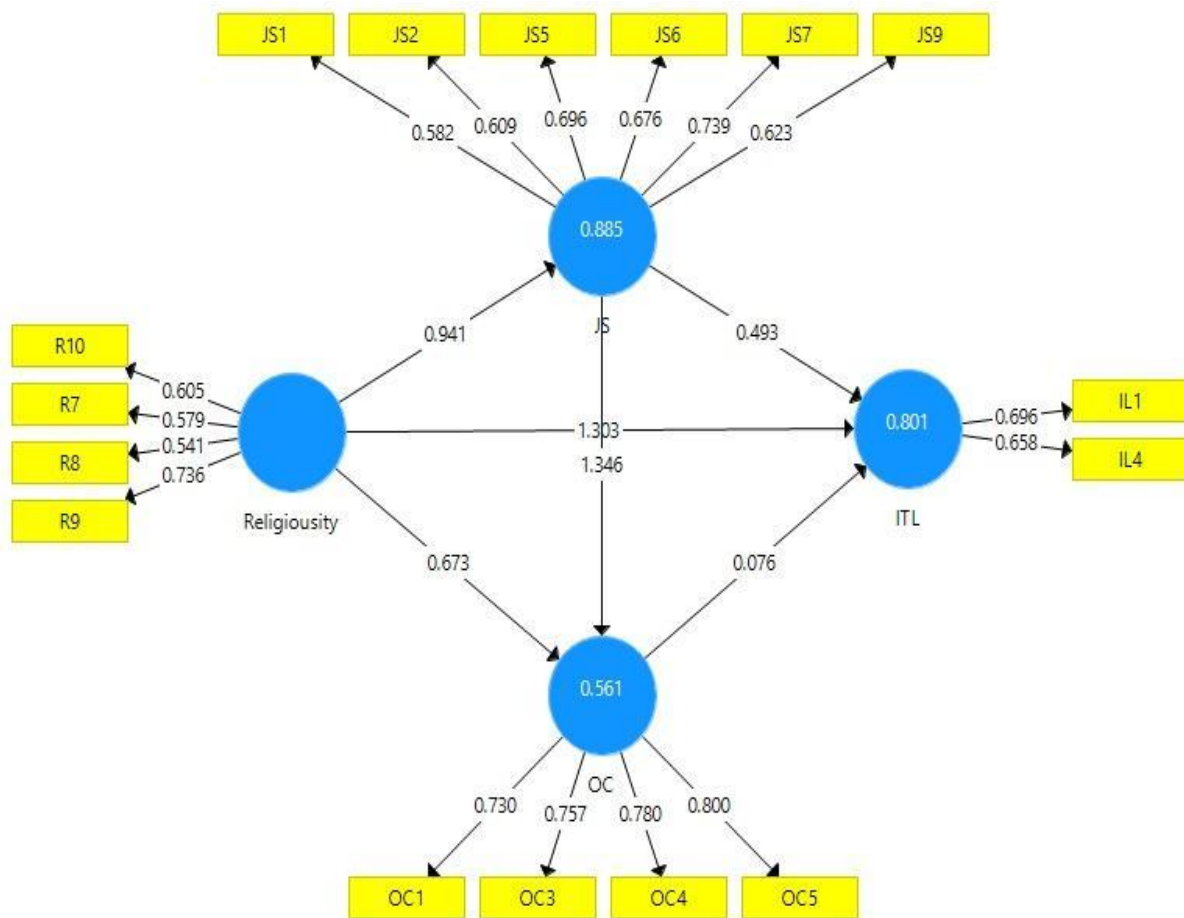 JS1 JS2 JS5 JS6 JS7 JS9
0.582 0.609 0.696 0.676 0.739 0.623
0.885
JS
0.941 0.493
R10
R7
R8
R9
0.605
0.579
0.541
0.736
Religiousity
1.303
1.346
0.801
ITL
0.696
0.658
IL1
IL4
0.673 0.076
0.561
OC
0.730 0.757 0.780 0.800
OC1 OC3 OC4 OC5